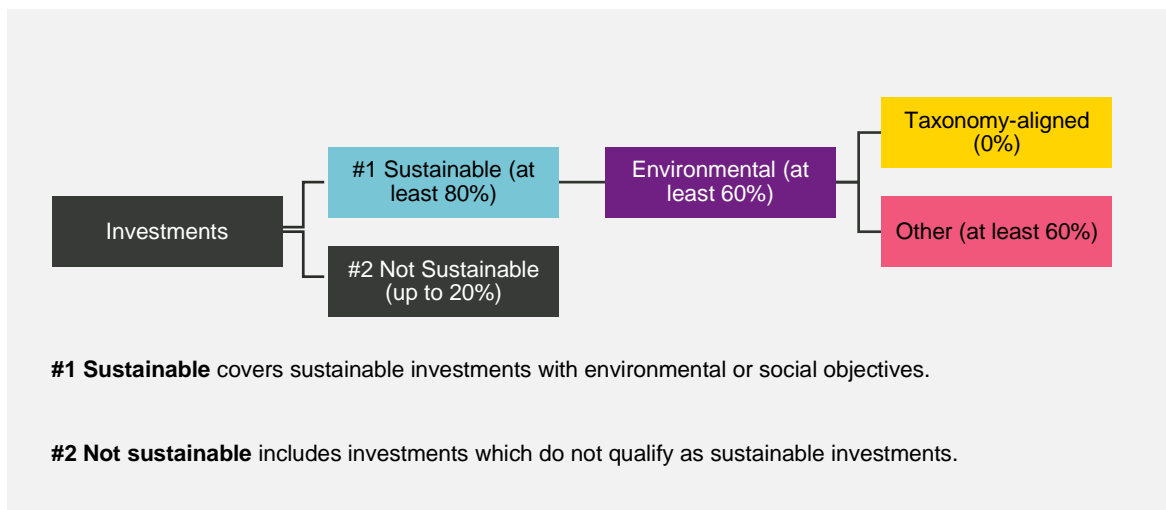 Taxonomy-aligned
(0%)
#1 Sustainable (at
least 80%)
Environmental (at
least 60%)
Investments
Other (at least 60%)
#2 Not Sustainable
(up to 20%)
#1 Sustainable covers sustainable investments with environmental or social objectives.
#2 Not sustainable includes investments which do not qualify as sustainable investments.